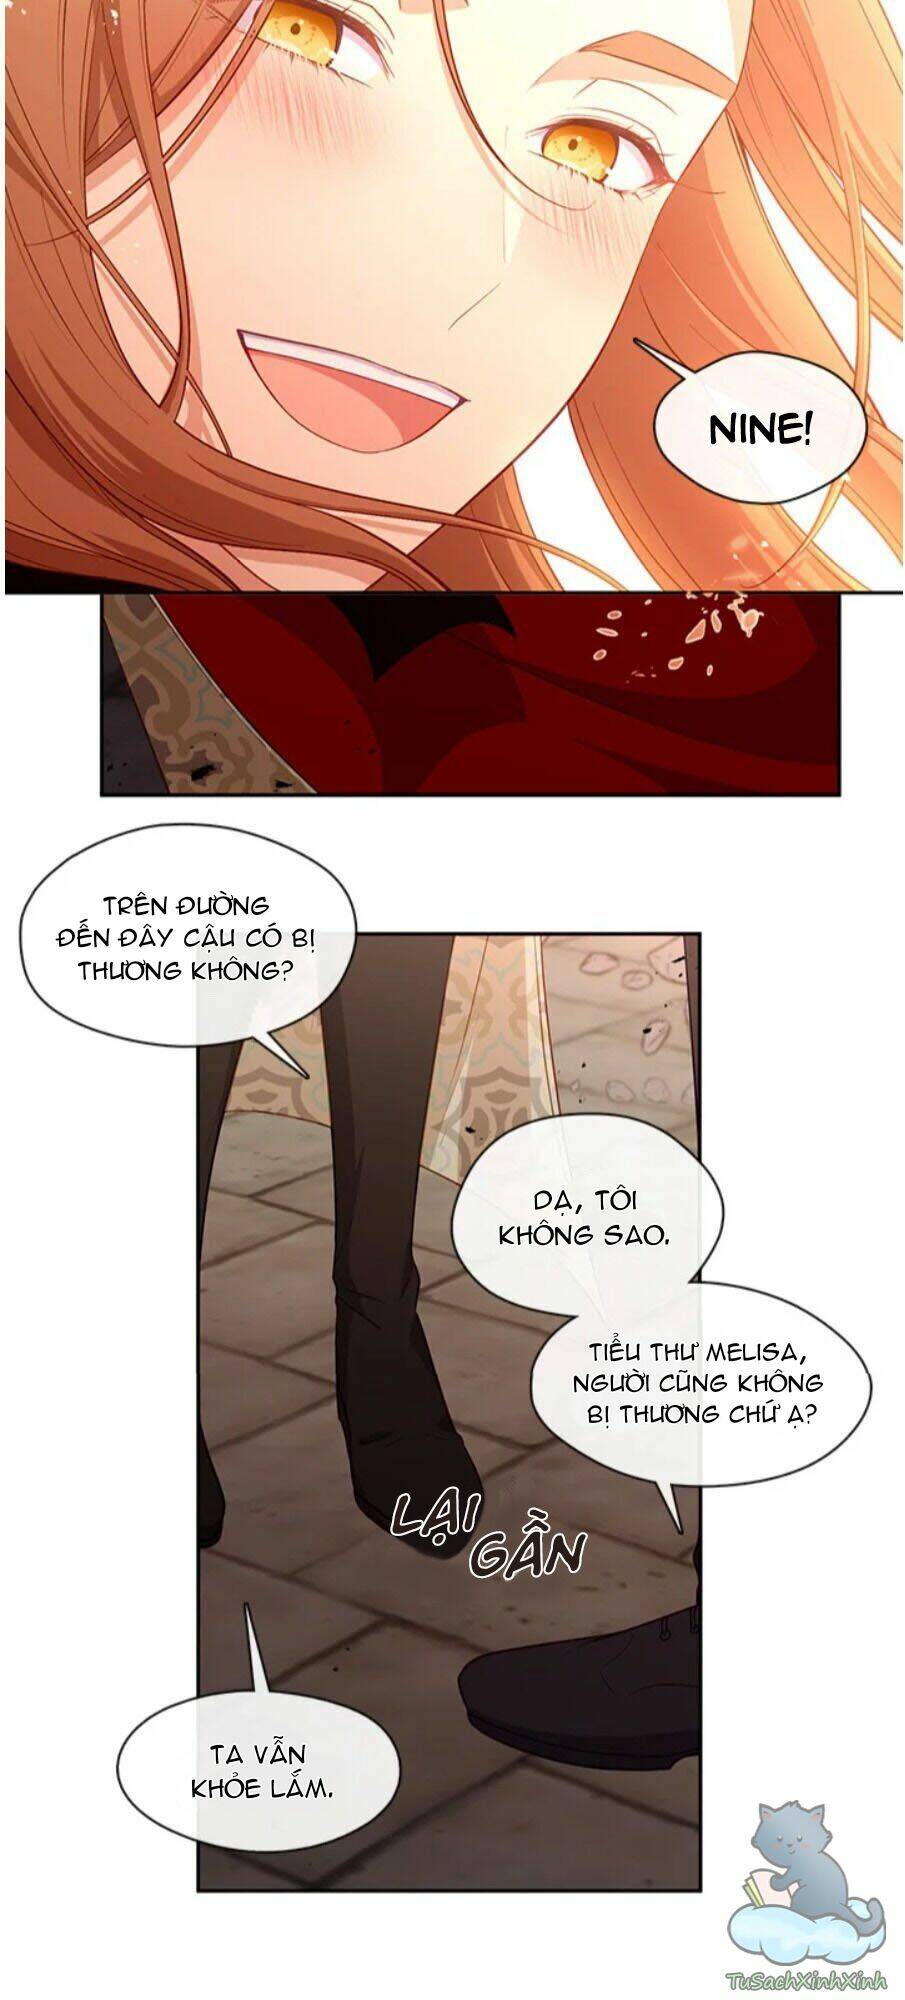 NINE!
TRÊN ĐƯỜNG
ĐẾN ĐÂY CẬU CÓ BỊ
THƯƠNG KHÔNG?
DẠ, TÔI
KHÔNG SAO.
TIỂU THƯ MELISA,
NGƯỜI CŨNG KHÔNG
BỊ THƯƠNG CHỨ Ạ?
LẠI
GẦN
TA VẪN
KHỎE LẮM.
TuSachXinhXinh